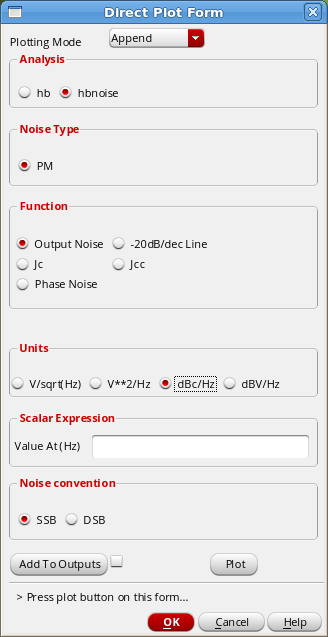 Direct Plot Form
Plotting Mode Append
Analysis
hb hbnoise
Noise Type
PM
Function
Output Noise -20dB/dec Line
Jc Jcc
Phase Noise
Units
V/sqrt(Hz) V**2/Hz dBc/Hz dBV/Hz
Scalar Expression
Value At (Hz)
Noise convention
SSB DSB
Add To Outputs Plot
> Press plot button on this form...
OK Cancel Help